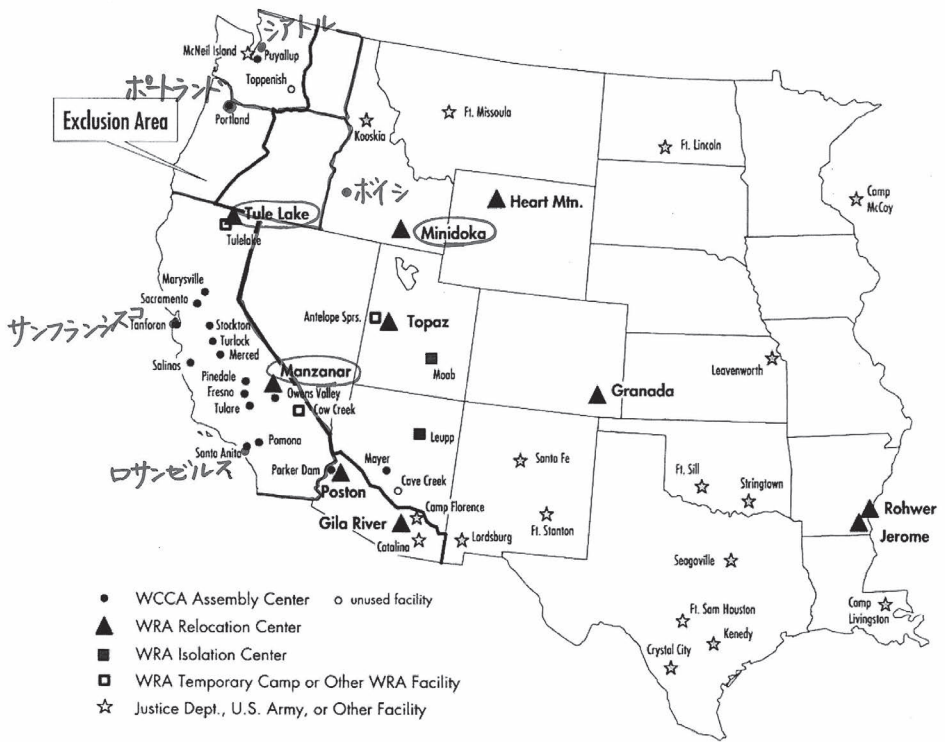 シアトル
McNeil Island
Puyallup
Toppenish
ポートランド
Portland
Exclusion Area
Kooskia
Ft. Missoula
Ft. Lincoln
Camp
McCoy
ボイシ
Heart Mtn.
Tule Lake
Tulelake
Minidoka
Marysville
Sacramento
サンフランシスコ
Tanforan
Stockton
Turlock
Merced
Salinas
Antelope Sprs.
Topaz
Moab
Leavenworth
Manzanar
Pinedale
Fresno
Tulare
Owens Valley
Cow Creek
Granada
Pomona
Santa Anita
ロサンゼルス
Leupp
Mayer
Parker Dam
Cave Creek
Poston
Camp Florence
Gila River
Catalina
Lordsburg
Santa Fe
Ft. Stanton
Ft. Sill
Stringtown
Rohwer
Jerome
Seagoville
Ft. Sam Houston
Kenedy
Crystal City
Camp
Livingston
WCCA Assembly Center
unused facility
WRA Relocation Center
WRA Isolation Center
WRA Temporary Camp or Other WRA Facility
Justice Dept., U.S. Army, or Other Facility